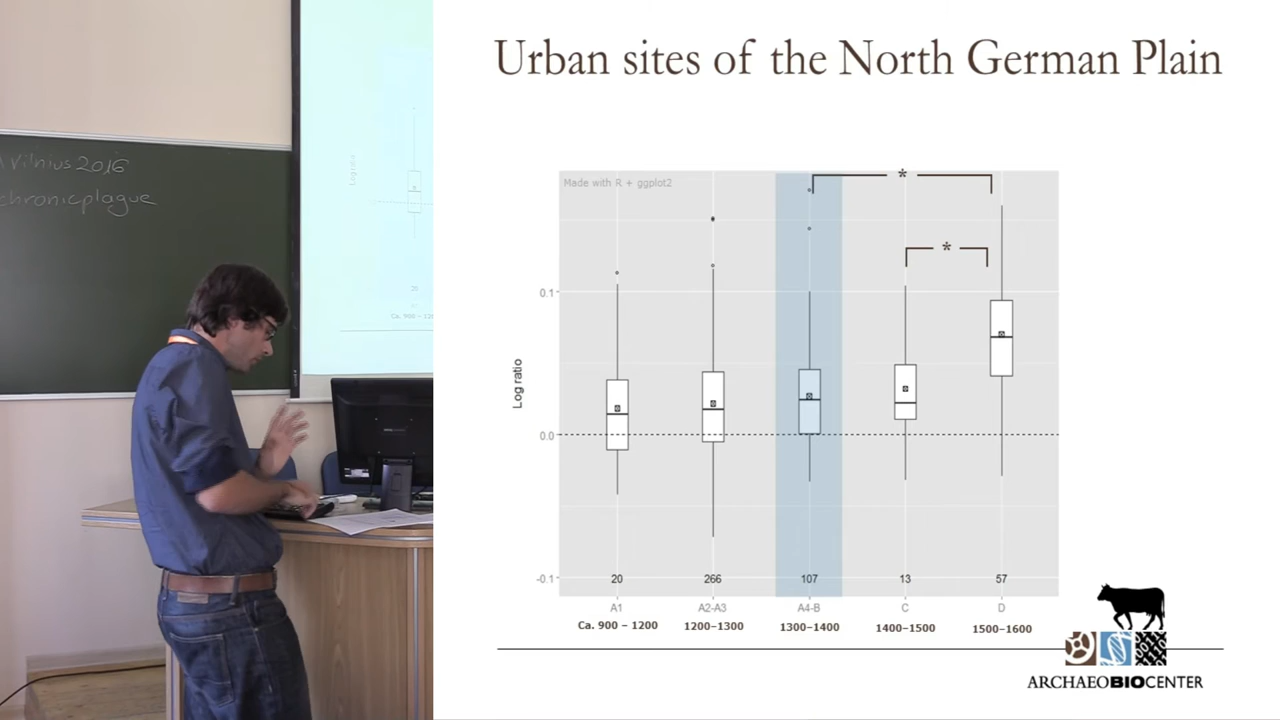 Urban sites of the North German Plain
Vilnius 2016
chronicplague
Made with R + ggplot2
*
*
Log ratio
0.1
0.0
-0.1
20 266 107 13 57
A1 A2-A3 A4-B C D
Ca. 900 – 1200 1200–1300 1300–1400 1400–1500 1500–1600
ARCHAEOBIOCENTER
Log ratio